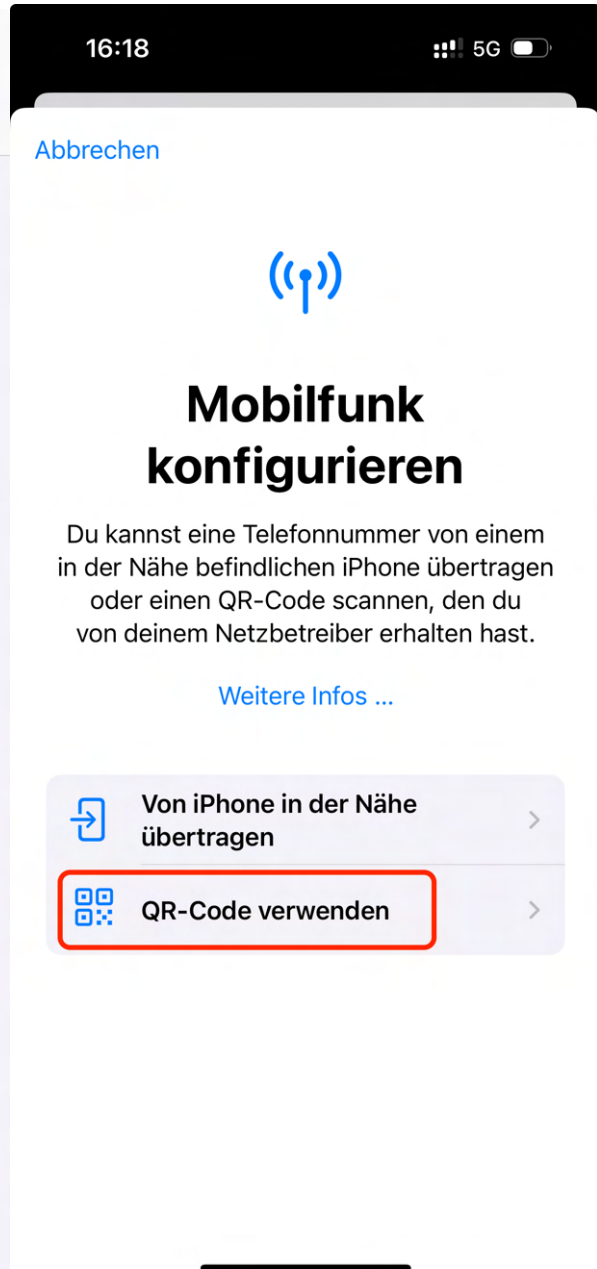 16:18 5G
Abbrechen
Mobilfunk
konfigurieren
Du kannst eine Telefonnummer von einem
in der Nähe befindlichen iPhone übertragen
oder einen QR-Code scannen, den du
von deinem Netzbetreiber erhalten hast.
Weitere Infos ...
Von iPhone in der Nähe
übertragen
QR-Code verwenden